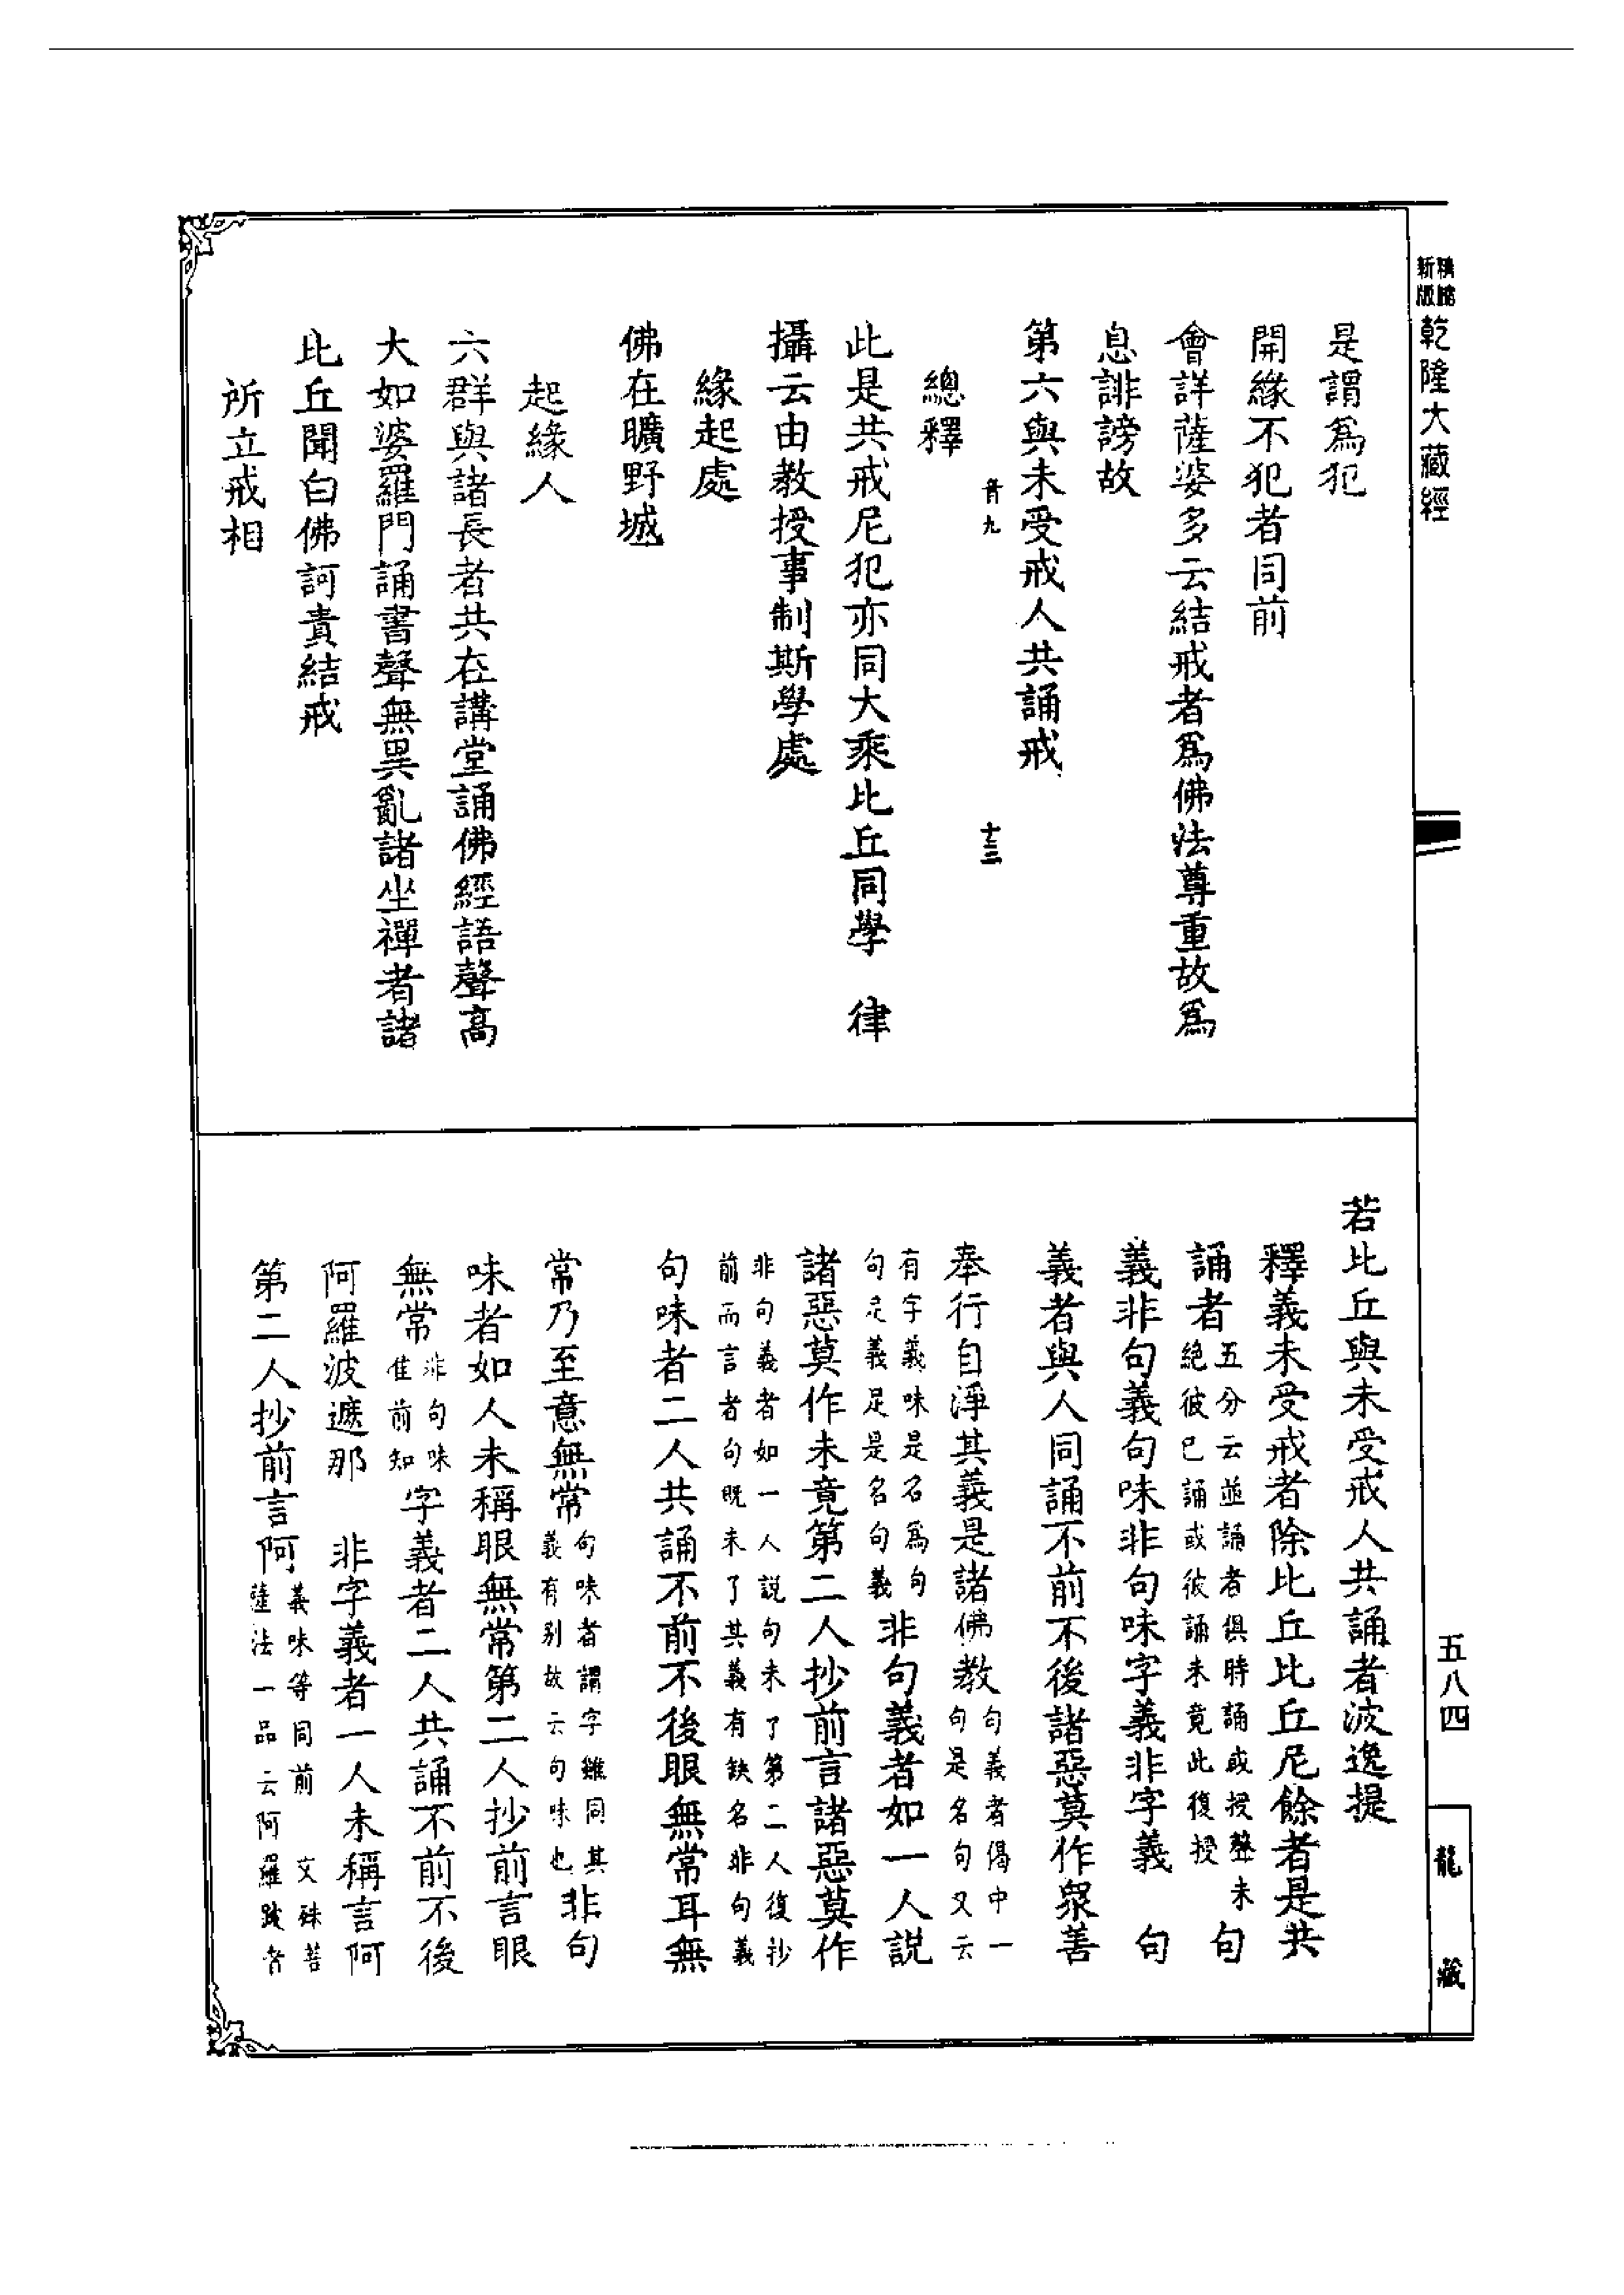 新版 精縮 乾隆大藏經
是謂為犯
開緣不犯者同前
會詳薩婆多云結戒者為佛法尊重故為
息誹謗故
第六與未受戒人共誦戒
音九 十三
總釋
此是共戒尼犯亦同大乘比丘同學 律
攝云由教授事制斯學處
緣起處
佛在曠野城
起緣人
六群與諸長者共在講堂誦佛經語聲高
大如婆羅門誦書聲無異亂諸坐禪者諸
比丘聞白佛訶責結戒
所立戒相
五八四
龍藏
若比丘與未受戒人共誦者波逸提
釋義未受戒者除比丘比丘尼餘者是共
誦者五分云並誦者俱時誦或授聲未絕彼已誦或彼誦未竟此復授 句
義非句義句味非句味字義非字義 句
義者與人同誦不前不後諸惡莫作眾善
奉行自淨其義是諸佛教句義者偈中一句是名句又云
有字義味是名為句句足義足是名句義非句義者如一人說
諸惡莫作未竟第二人抄前言諸惡莫作
非句義者如一人說句未了第二人復抄前而言者句既未了其義有缺名非句義
句味者二人共誦不前不後眼無常耳無
常乃至意無常句味者謂字雖同其義有別故云句味也非句
味者如人未稱眼無常第二人抄前言眼
無常非句味准前知字義者二人共誦不前不後
阿羅波遮那 非字義者一人未稱言阿
第二人抄前言阿義味等同前 文殊菩薩法一品云阿羅跛者